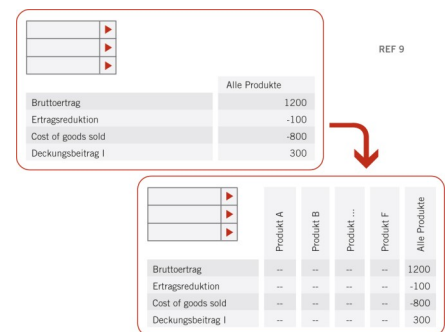 REF 9
Alle Produkte
Bruttoertrag 1200
Ertragsreduktion -100
Cost of goods sold -800
Deckungsbeitrag I 300
Produkt A Produkt B Produkt ... Produkt F Alle Produkte
Bruttoertrag -- -- -- -- 1200
Ertragsreduktion -- -- -- -- -100
Cost of goods sold -- -- -- -- -800
Deckungsbeitrag I -- -- -- -- 300